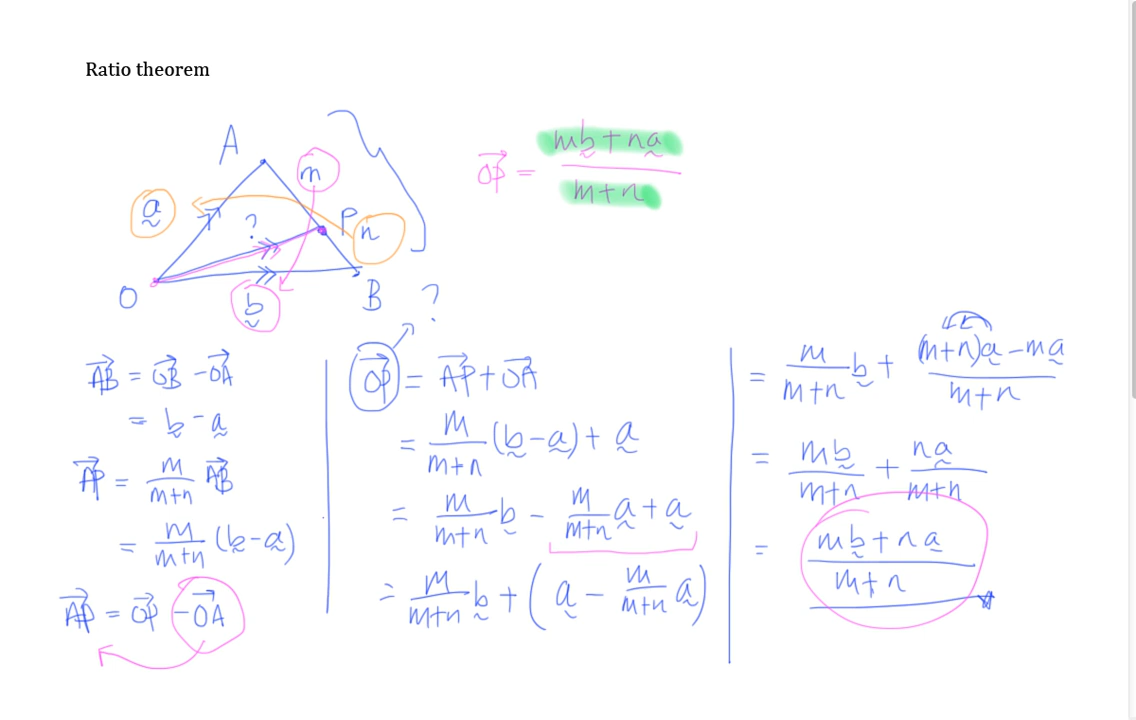 Ratio theorem
A
m
a
?
P
n
O
b
B
?
→OP = (mb + na)/(m+n)
→AB = →OB - →OA
= b - a
→AP = m/(m+n) →AB
= m/(m+n) (b - a)
→AP = →OP - →OA
→OP = →AP + →OA
= m/(m+n) (b - a) + a
= m/(m+n) b - m/(m+n) a + a
= m/(m+n) b + (a - m/(m+n) a)
= m/(m+n) b + ((m+n)a - ma)/(m+n)
= mb/(m+n) + na/(m+n)
= (mb + na)/(m+n)